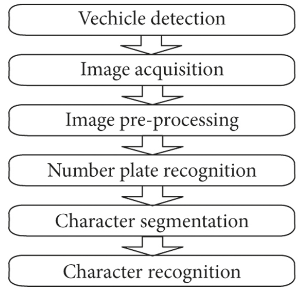 Vechicle detection
Image acquisition
Image pre-processing
Number plate recognition
Character segmentation
Character recognition